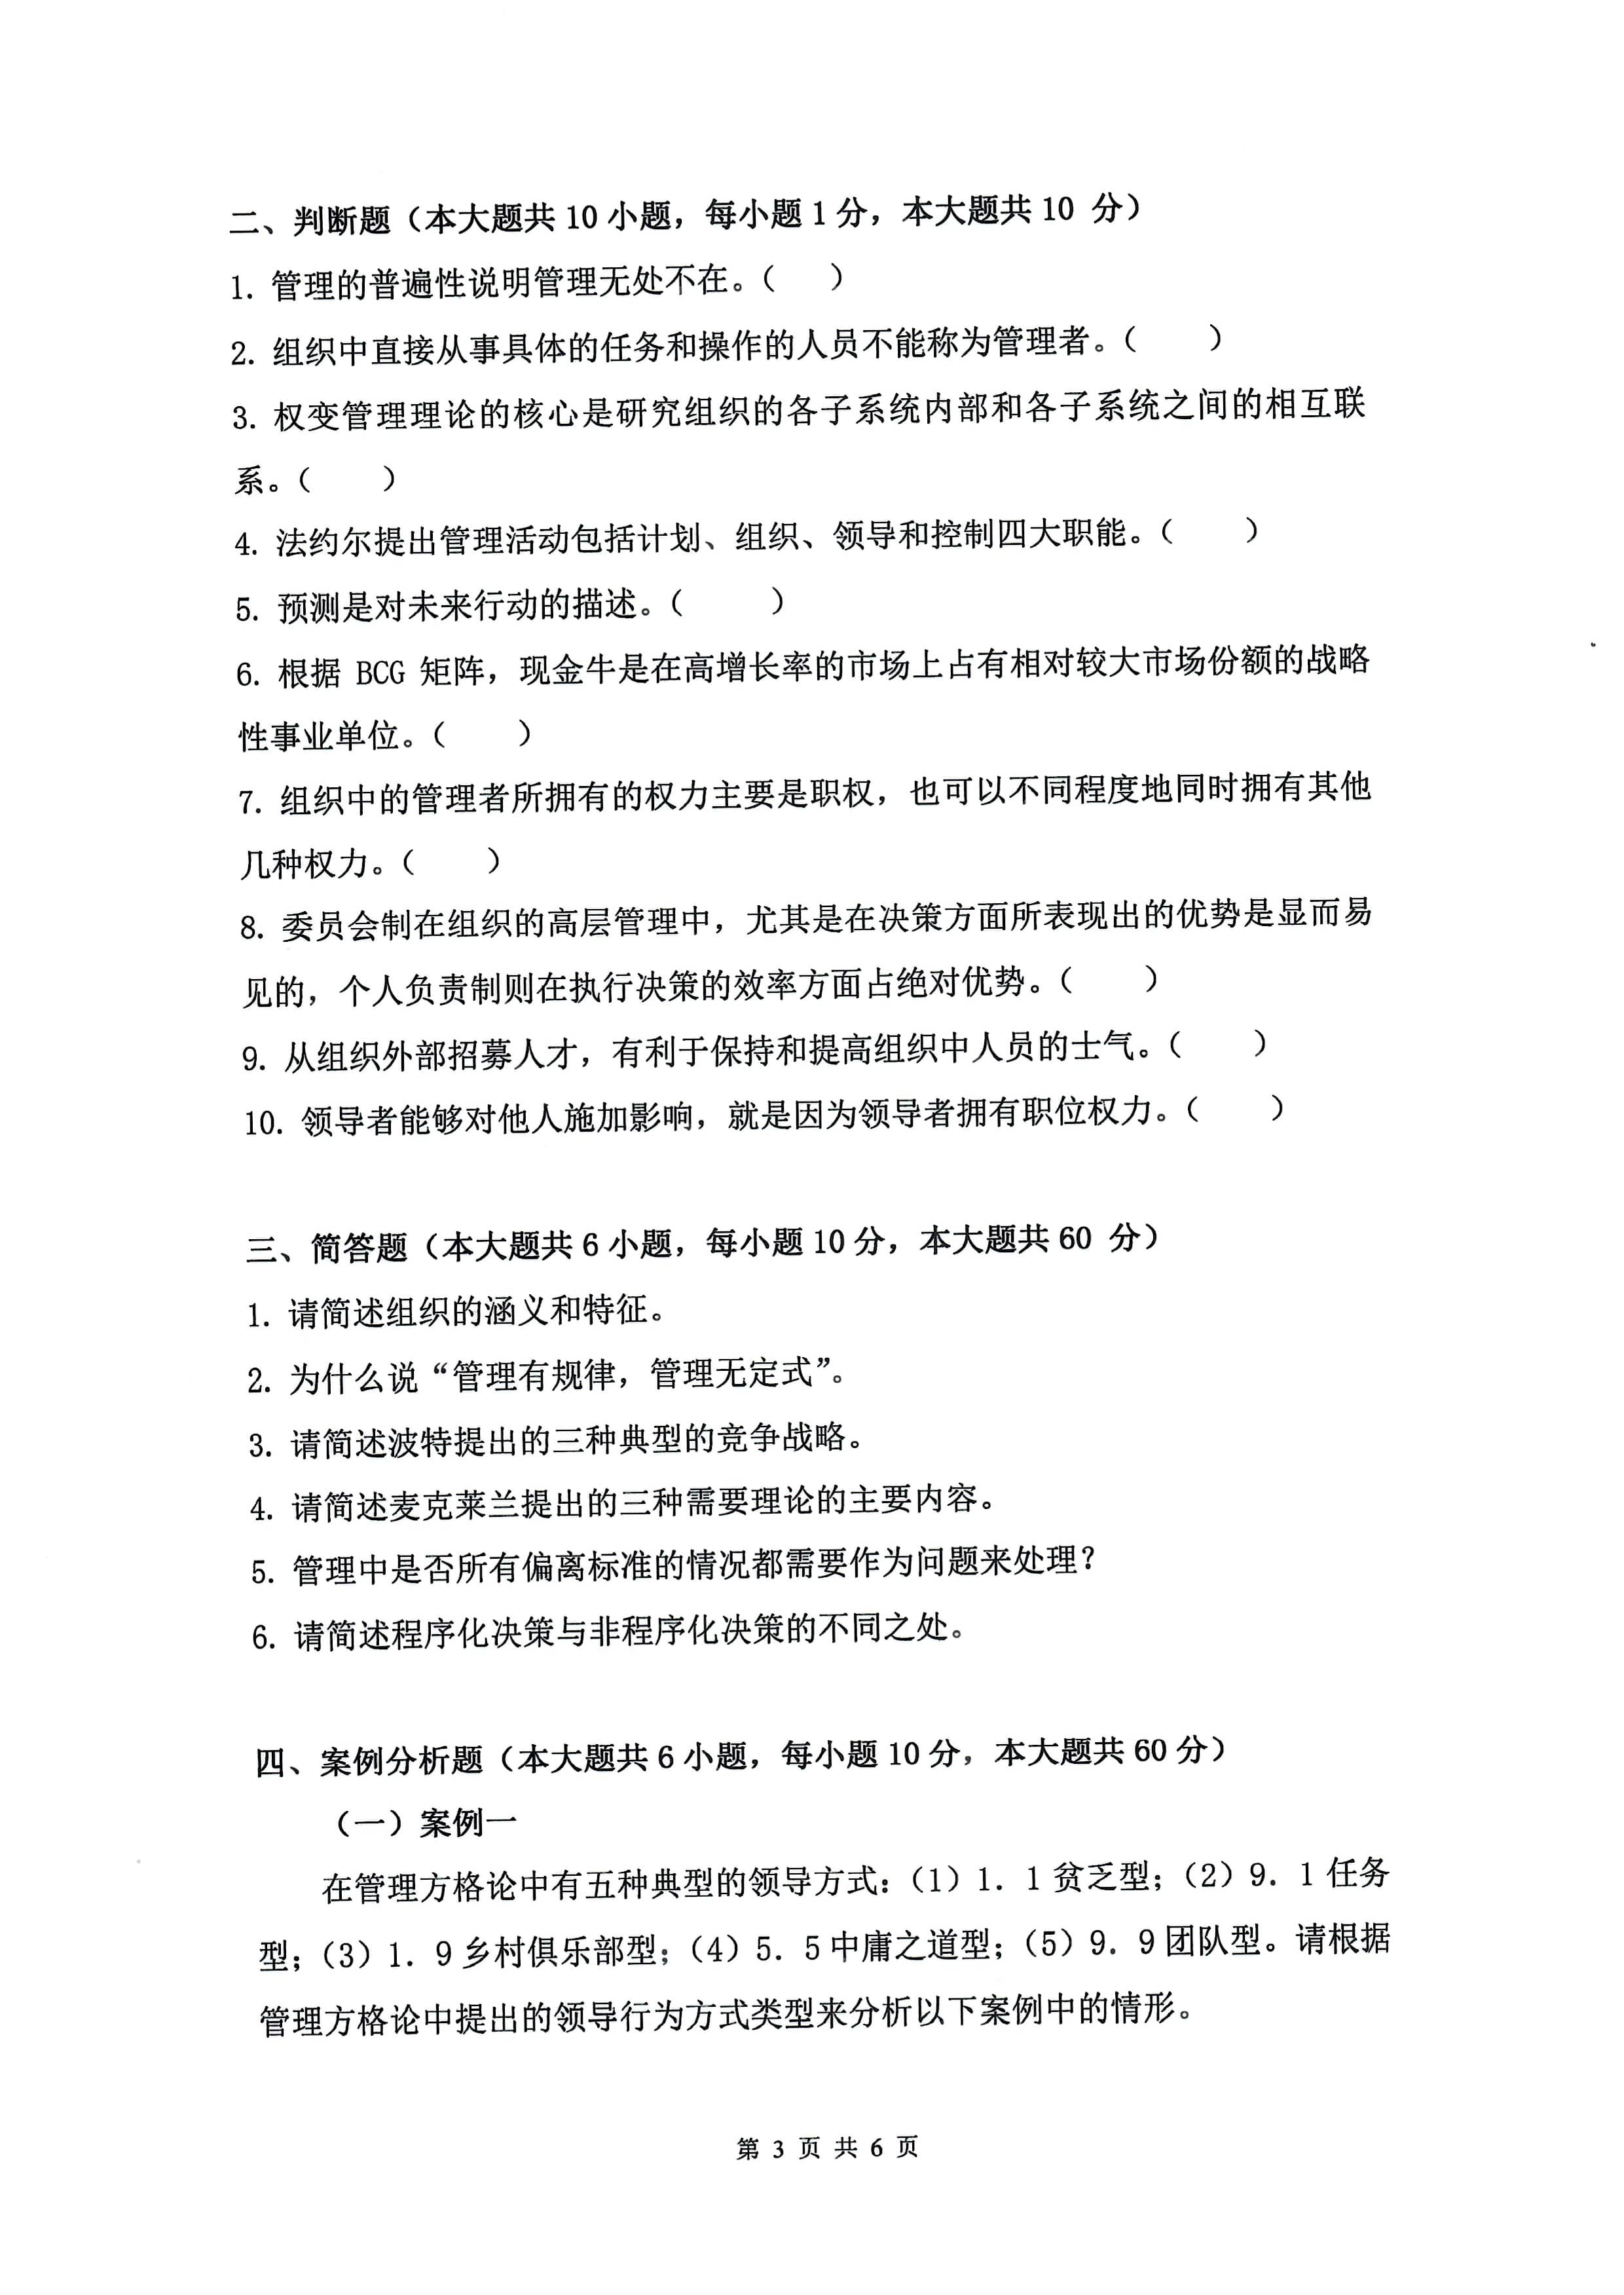 二、判断题（本大题共 10 小题，每小题 1 分，本大题共 10 分）
1. 管理的普遍性说明管理无处不在。（ ）
2. 组织中直接从事具体的任务和操作的人员不能称为管理者。（ ）
3. 权变管理理论的核心是研究组织的各子系统内部和各子系统之间的相互联
系。（ ）
4. 法约尔提出管理活动包括计划、组织、领导和控制四大职能。（ ）
5. 预测是对未来行动的描述。（ ）
6. 根据 BCG 矩阵，现金牛是在高增长率的市场上占有相对较大市场份额的战略
性事业单位。（ ）
7. 组织中的管理者所拥有的权力主要是职权，也可以不同程度地同时拥有其他
几种权力。（ ）
8. 委员会制在组织的高层管理中，尤其是在决策方面所表现出的优势是显而易
见的，个人负责制则在执行决策的效率方面占绝对优势。（ ）
9. 从组织外部招募人才，有利于保持和提高组织中人员的士气。（ ）
10. 领导者能够对他人施加影响，就是因为领导者拥有职位权力。（ ）
三、简答题（本大题共 6 小题，每小题 10 分，本大题共 60 分）
1. 请简述组织的涵义和特征。
2. 为什么说“管理有规律，管理无定式”。
3. 请简述波特提出的三种典型的竞争战略。
4. 请简述麦克莱兰提出的三种需要理论的主要内容。
5. 管理中是否所有偏离标准的情况都需要作为问题来处理？
6. 请简述程序化决策与非程序化决策的不同之处。
四、案例分析题（本大题共 6 小题，每小题 10 分，本大题共 60 分）
（一）案例一
在管理方格论中有五种典型的领导方式：（1）1．1 贫乏型；（2）9．1 任务
型；（3）1．9 乡村俱乐部型；（4）5．5 中庸之道型；（5）9．9 团队型。请根据
管理方格论中提出的领导行为方式类型来分析以下案例中的情形。
第 3 页 共 6 页